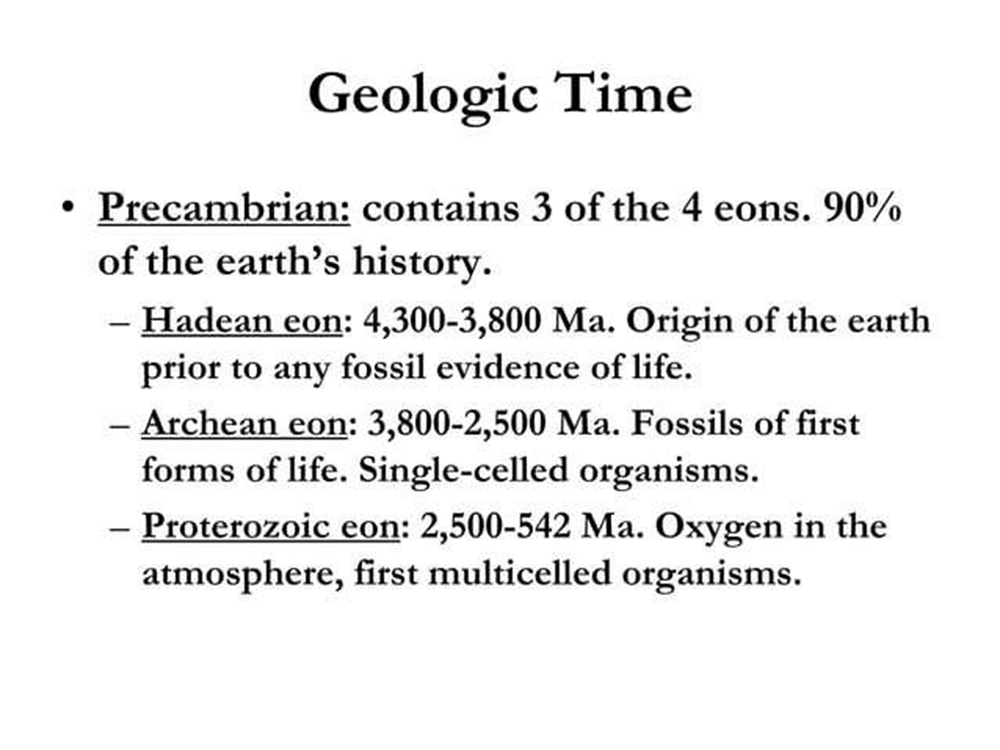 Geologic Time
• Precambrian: contains 3 of the 4 eons. 90%
of the earth's history.
– Hadean eon: 4,300-3,800 Ma. Origin of the earth
prior to any fossil evidence of life.
– Archean eon: 3,800-2,500 Ma. Fossils of first
forms of life. Single-celled organisms.
– Proterozoic eon: 2,500-542 Ma. Oxygen in the
atmosphere, first multicelled organisms.